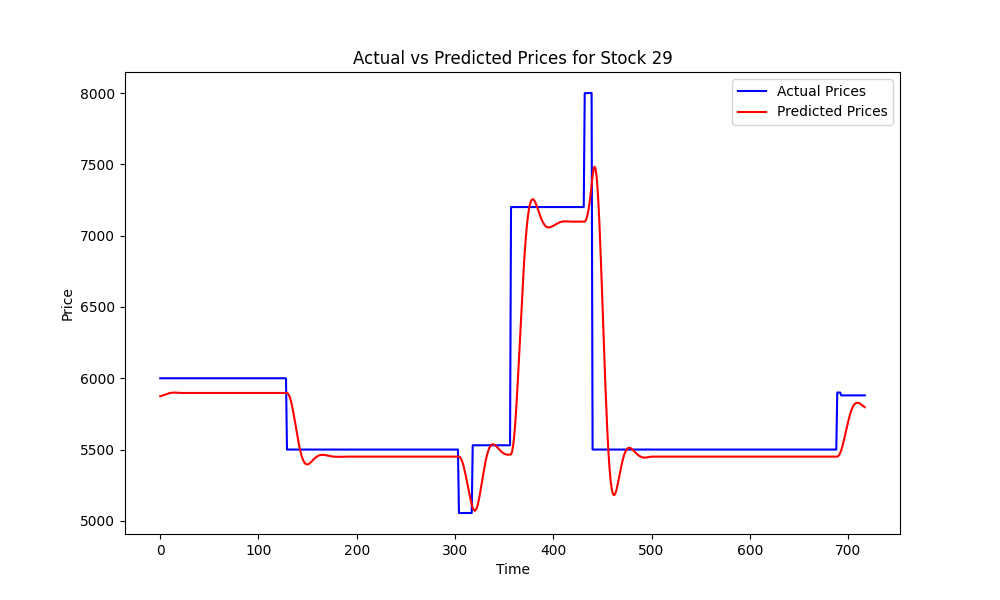 Actual vs Predicted Prices for Stock 29
Actual Prices
Predicted Prices
8000
7500
7000
6500
6000
5500
5000
Price
0 100 200 300 400 500 600 700
Time